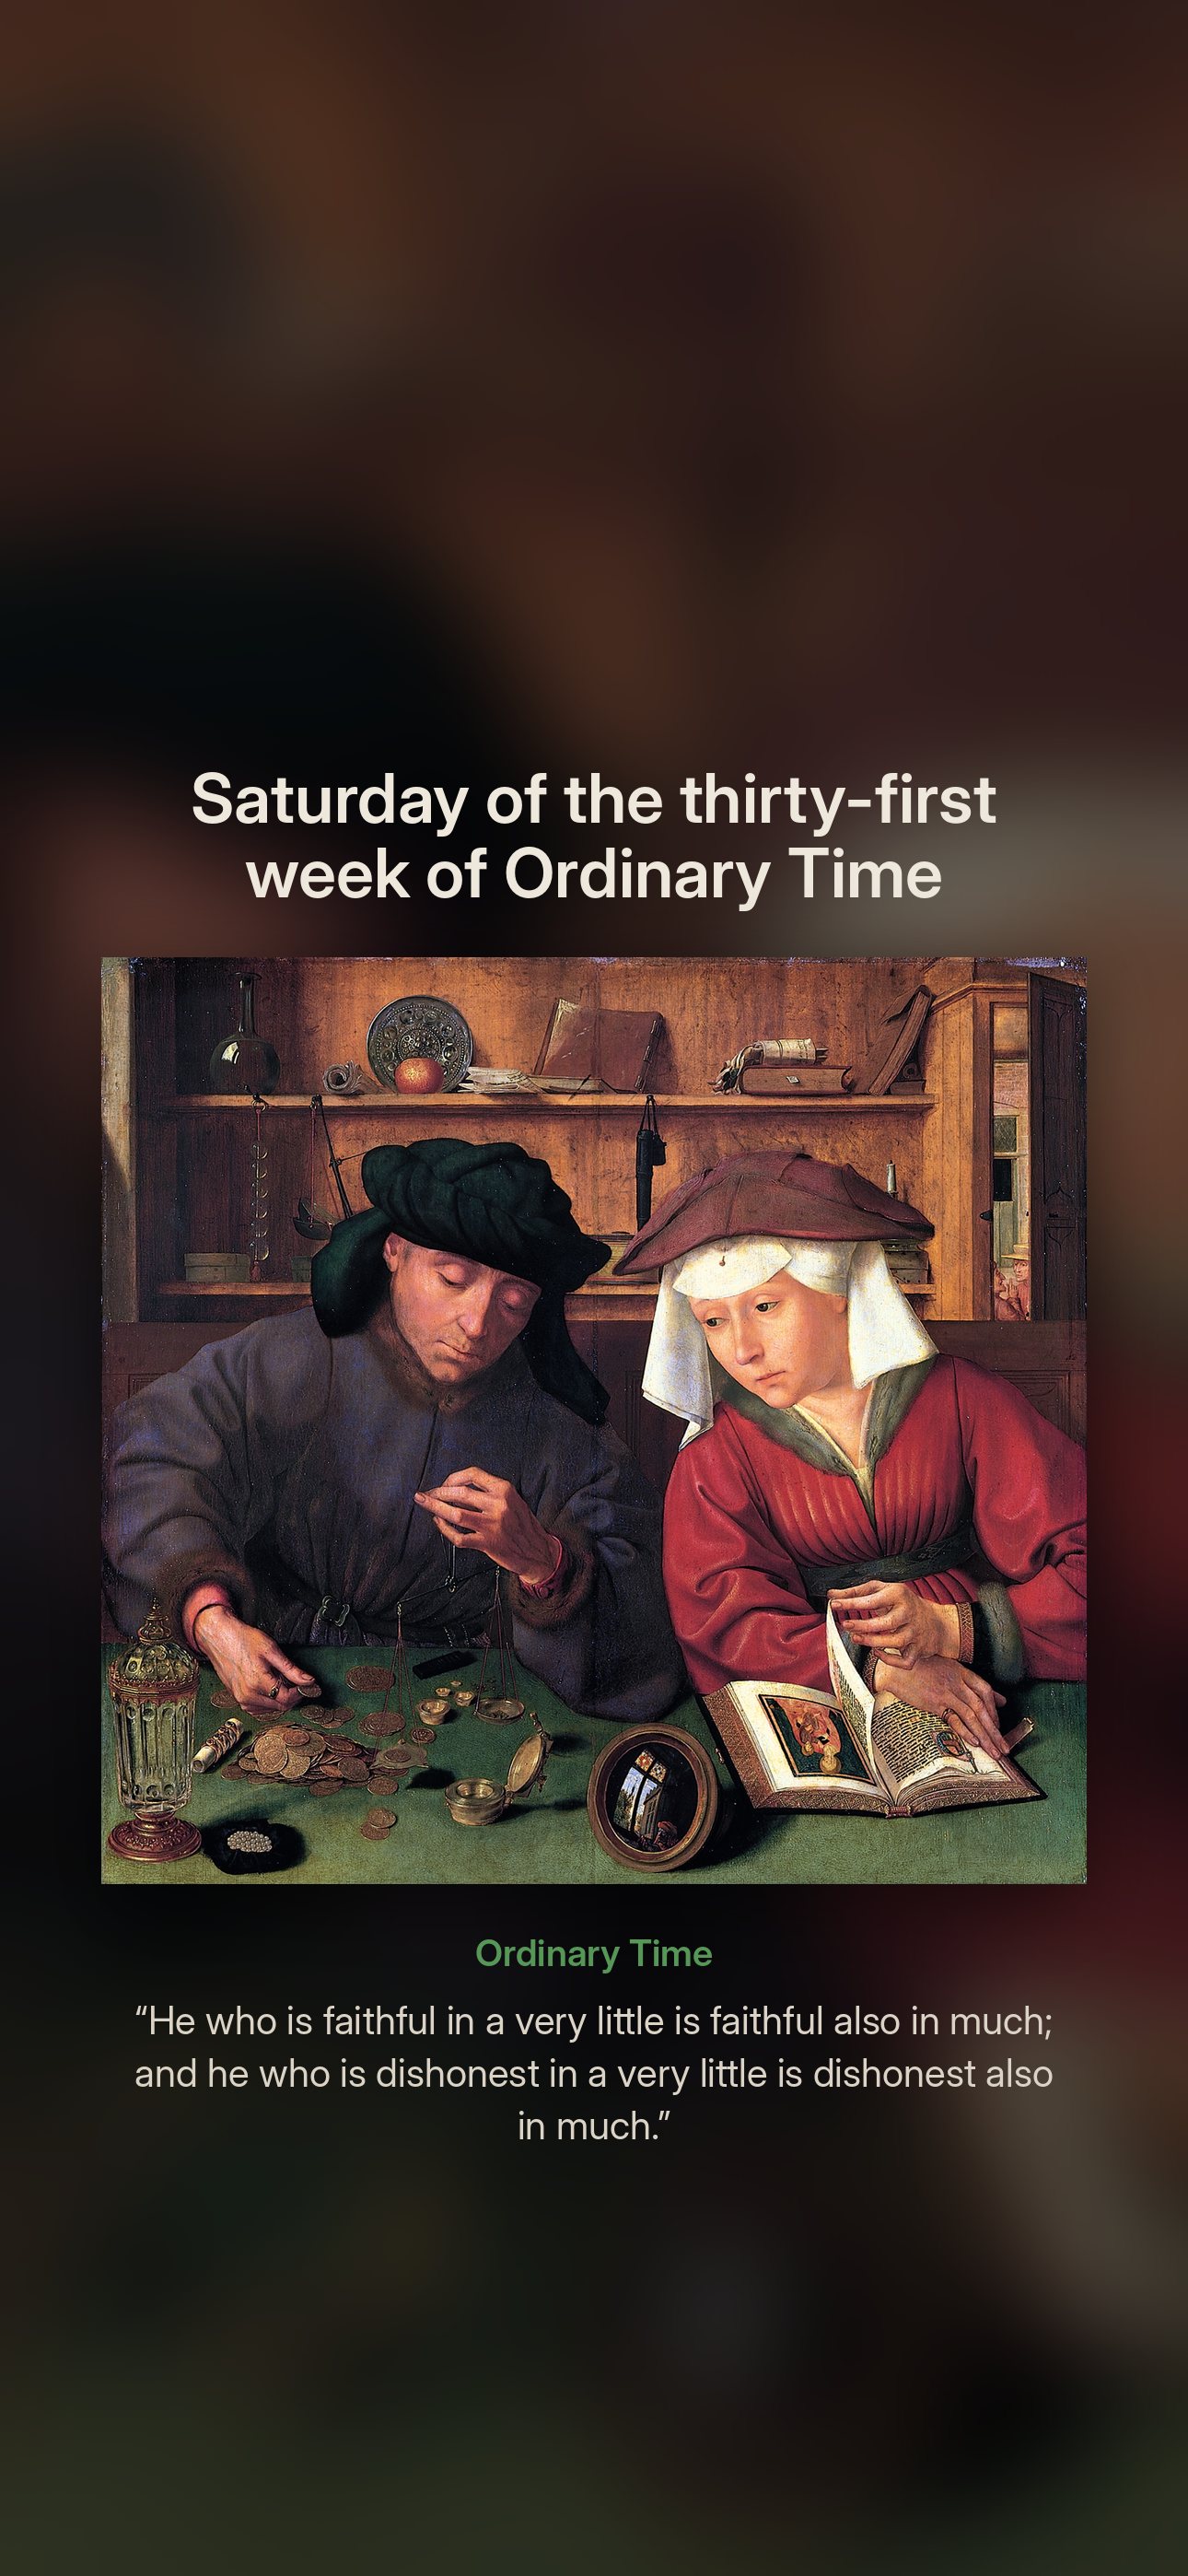 Saturday of the thirty-first
week of Ordinary Time
Ordinary Time
“He who is faithful in a very little is faithful also in much;
and he who is dishonest in a very little is dishonest also
in much.”